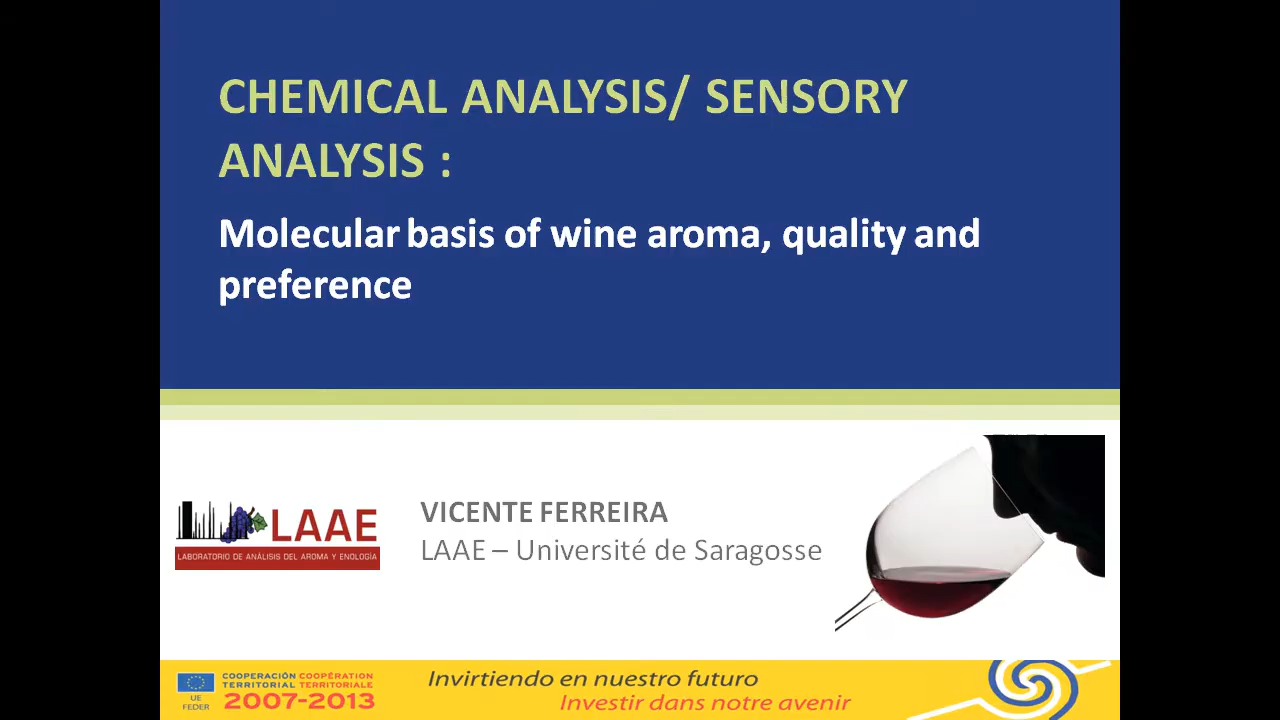 CHEMICAL ANALYSIS/ SENSORY
ANALYSIS :
Molecular basis of wine aroma, quality and
preference
LAAE
LABORATORIO DE ANÁLISIS DEL AROMA Y ENOLOGÍA
VICENTE FERREIRA
LAAE – Université de Saragosse
UE
FEDER
COOPERACIÓN COOPÉRATION
TERRITORIAL TERRITORIALE
2007-2013
Invirtiendo en nuestro futuro
Investir dans notre avenir